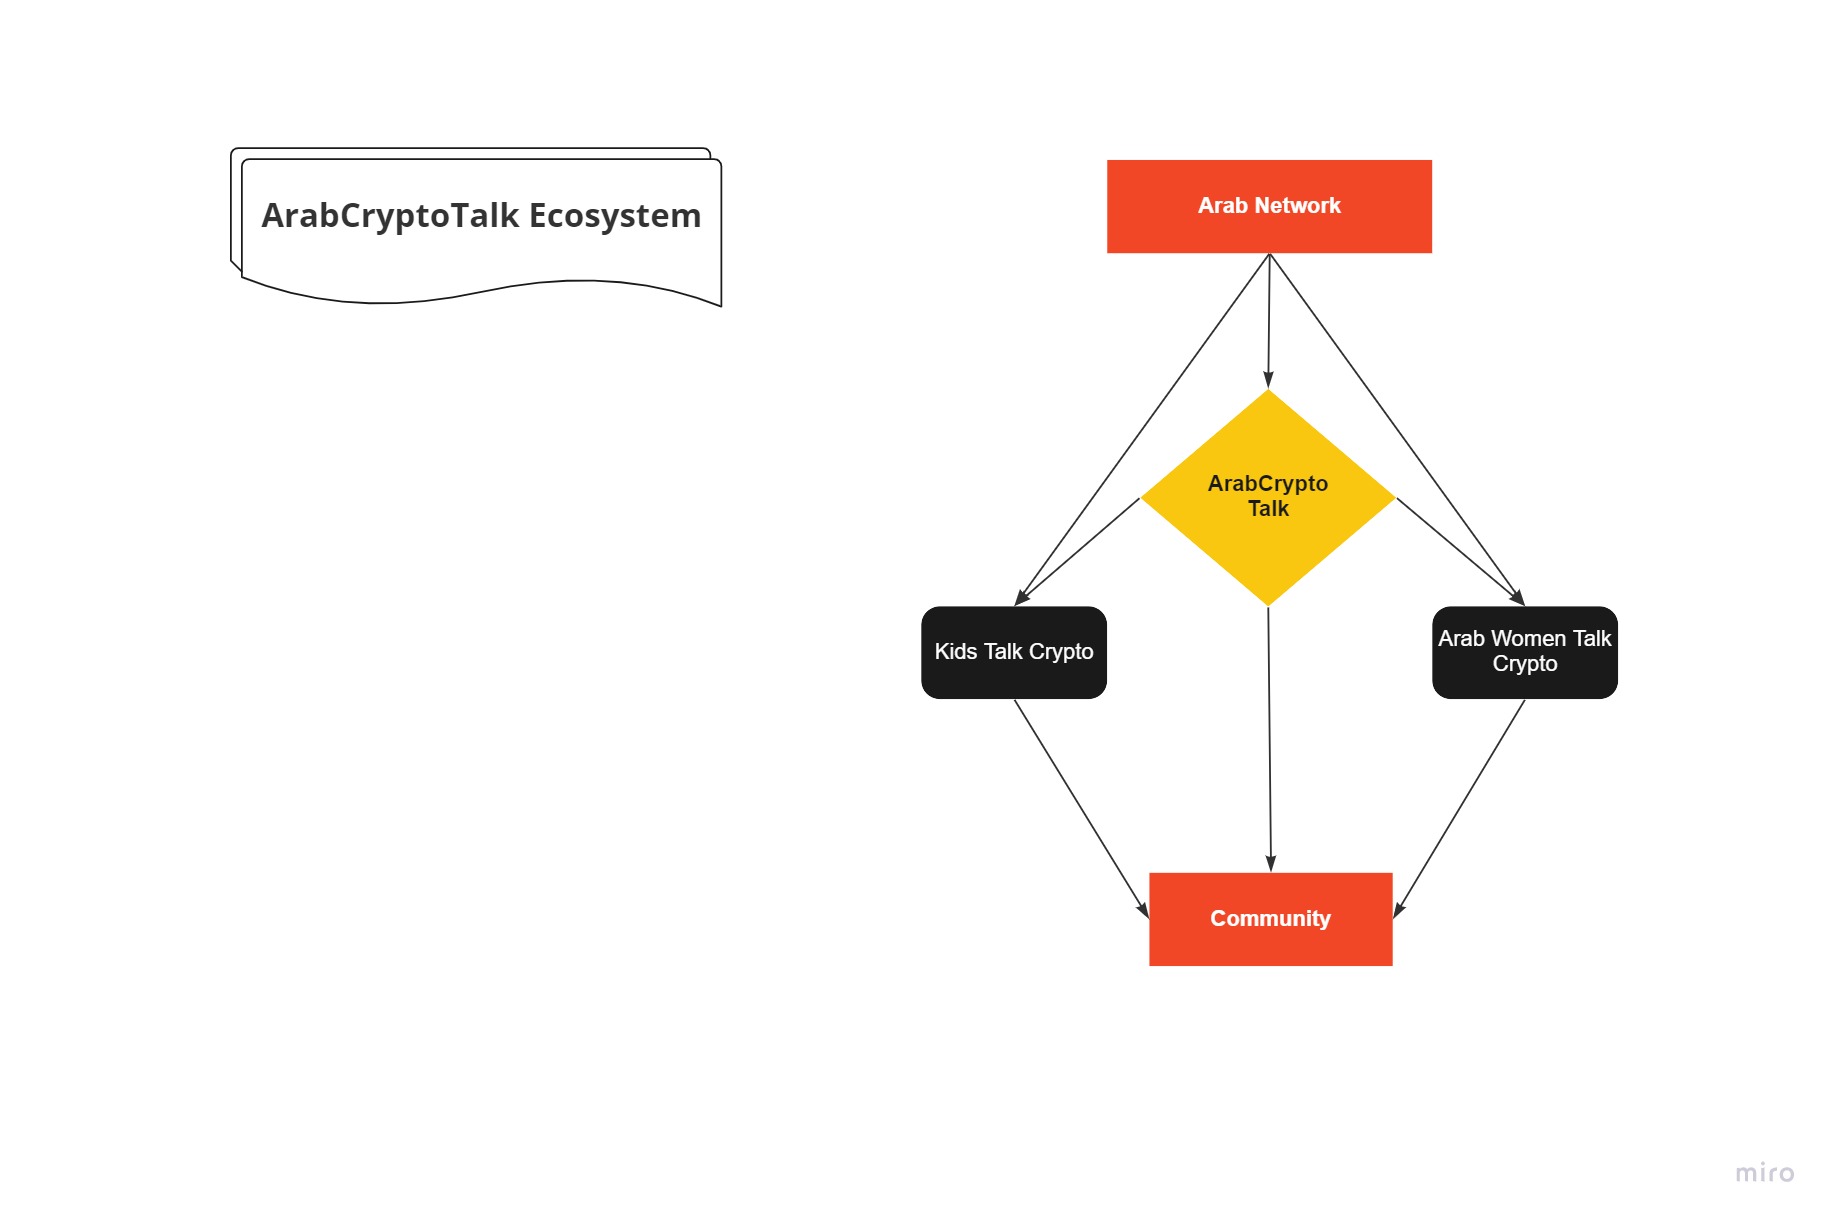 ArabCryptoTalk Ecosystem
Arab Network
ArabCrypto
Talk
Kids Talk Crypto
Arab Women Talk
Crypto
Community
miro